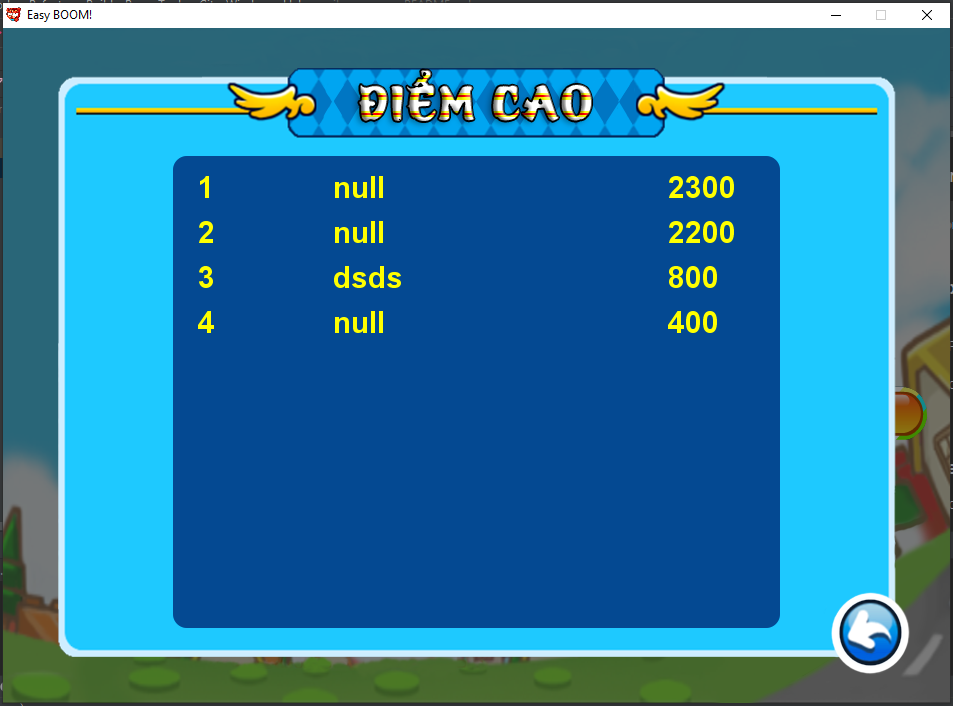 Easy BOOM!
ĐIỂM CAO
1 null 2300
2 null 2200
3 dsds 800
4 null 400